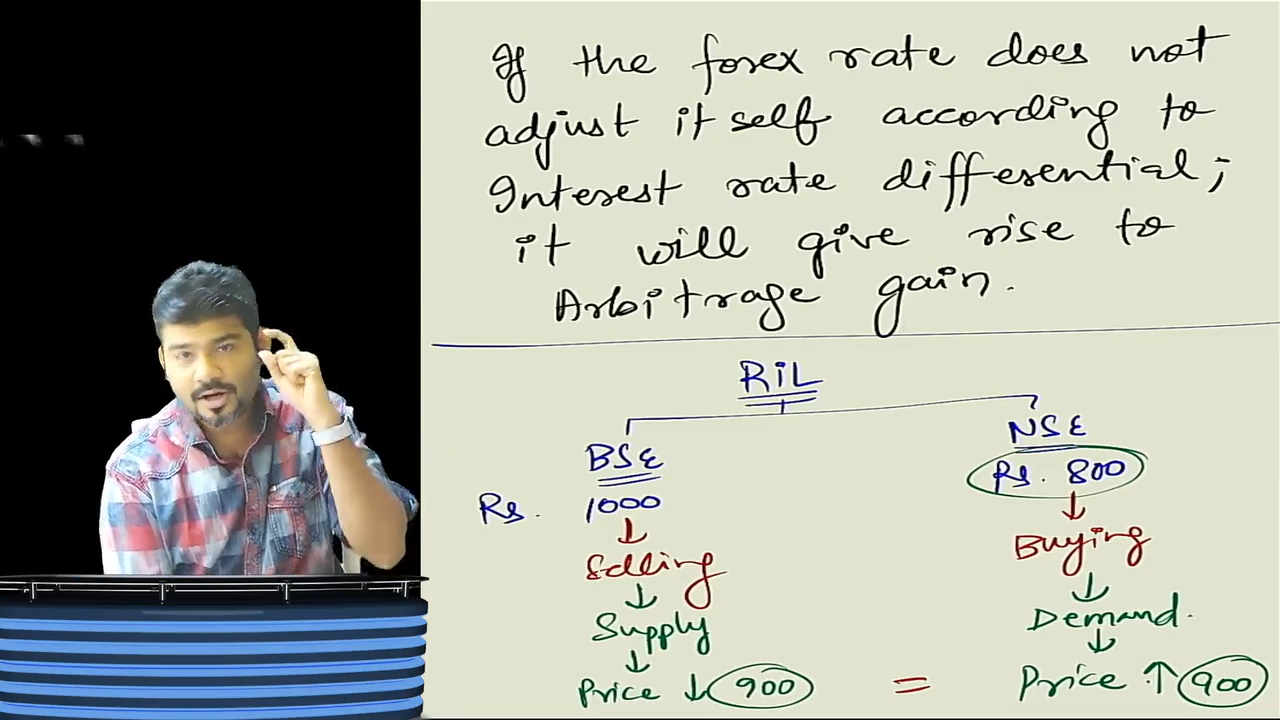 If the forex rate does not
adjust itself according to
Interest rate differential;
it will give rise to
Arbitrage gain.
RiL
BSE
NSE
Rs. 1000
Rs. 800
↓
↓
Selling
Buying
↓
↓
Supply
Demand.
↓
↓
Price ↓ 900 = Price ↑ 900